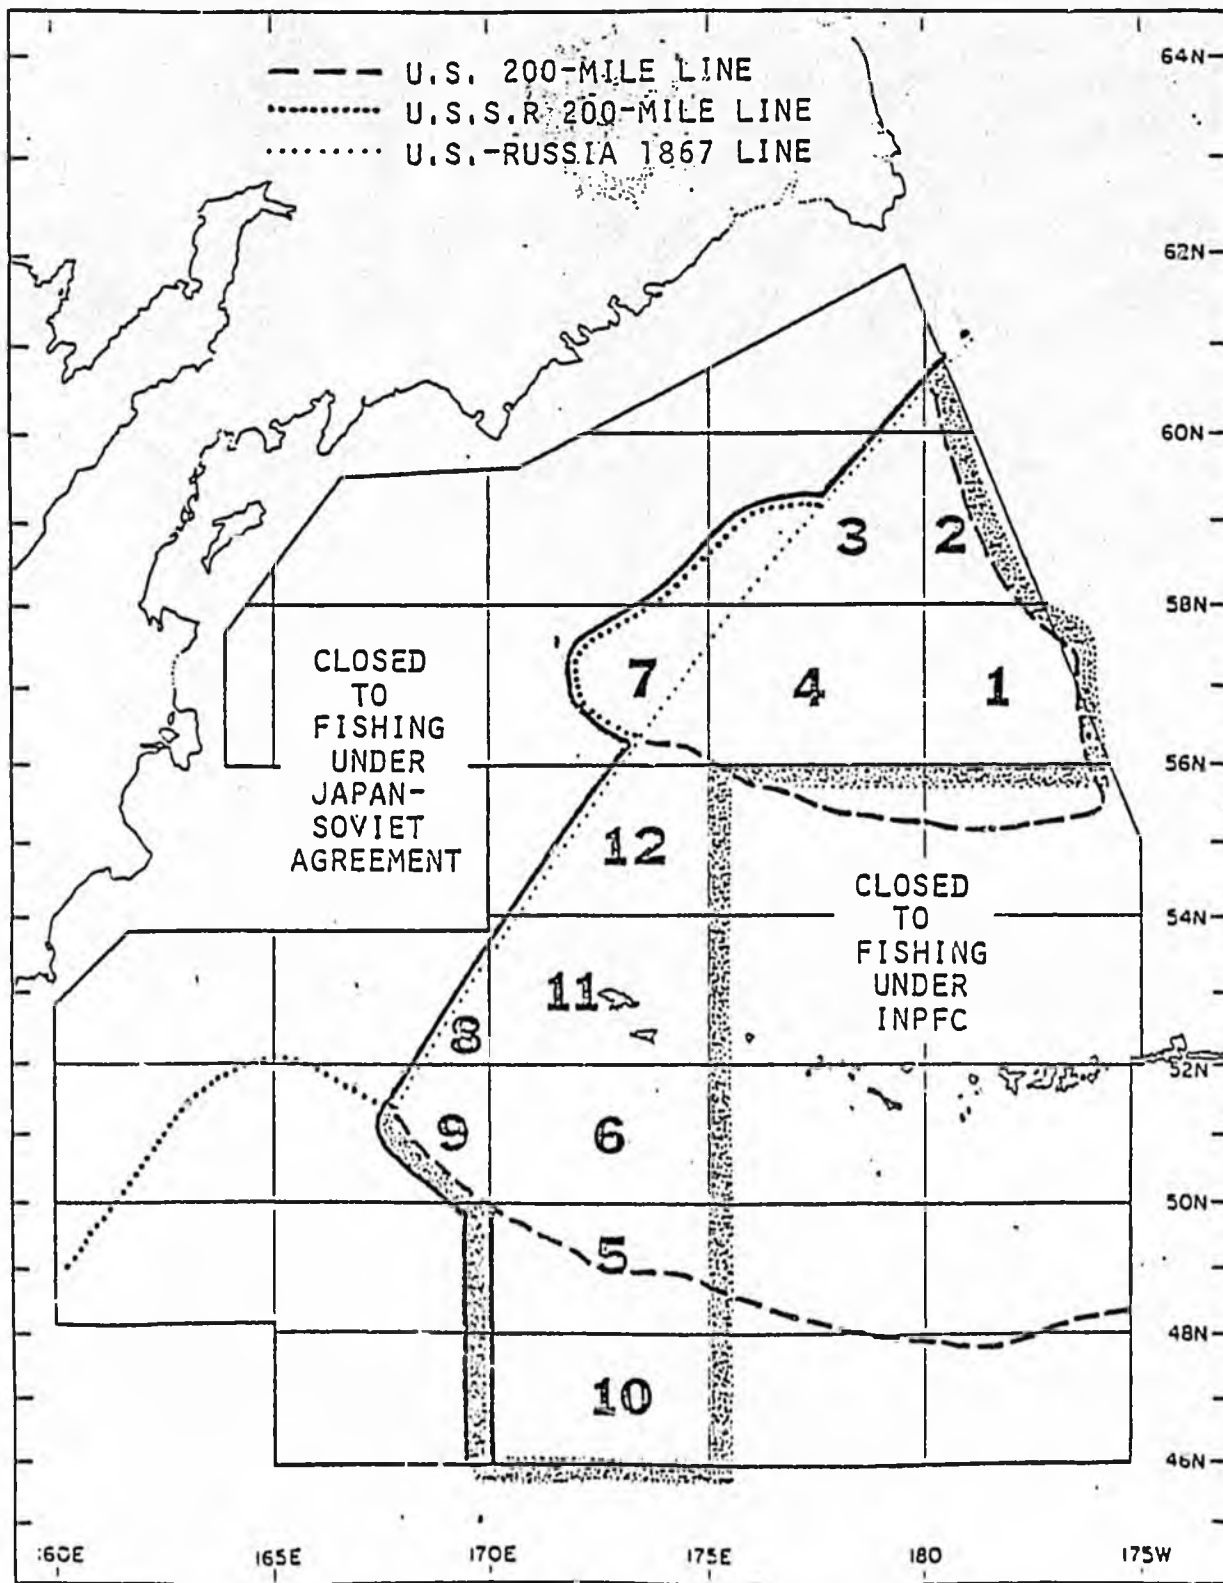 U.S. 200-MILE LINE
U.S.S.R 200-MILE LINE
U.S.-RUSSIA 1867 LINE
64N
62N
60N
3
2
58N
CLOSED
TO
FISHING
UNDER
JAPAN-
SOVIET
AGREEMENT
7
4
1
56N
12
CLOSED
TO
FISHING
UNDER
INPFC
54N
11
8
52N
9
6
50N
5
48N
10
46N
160E
165E
170E
175E
180
175W